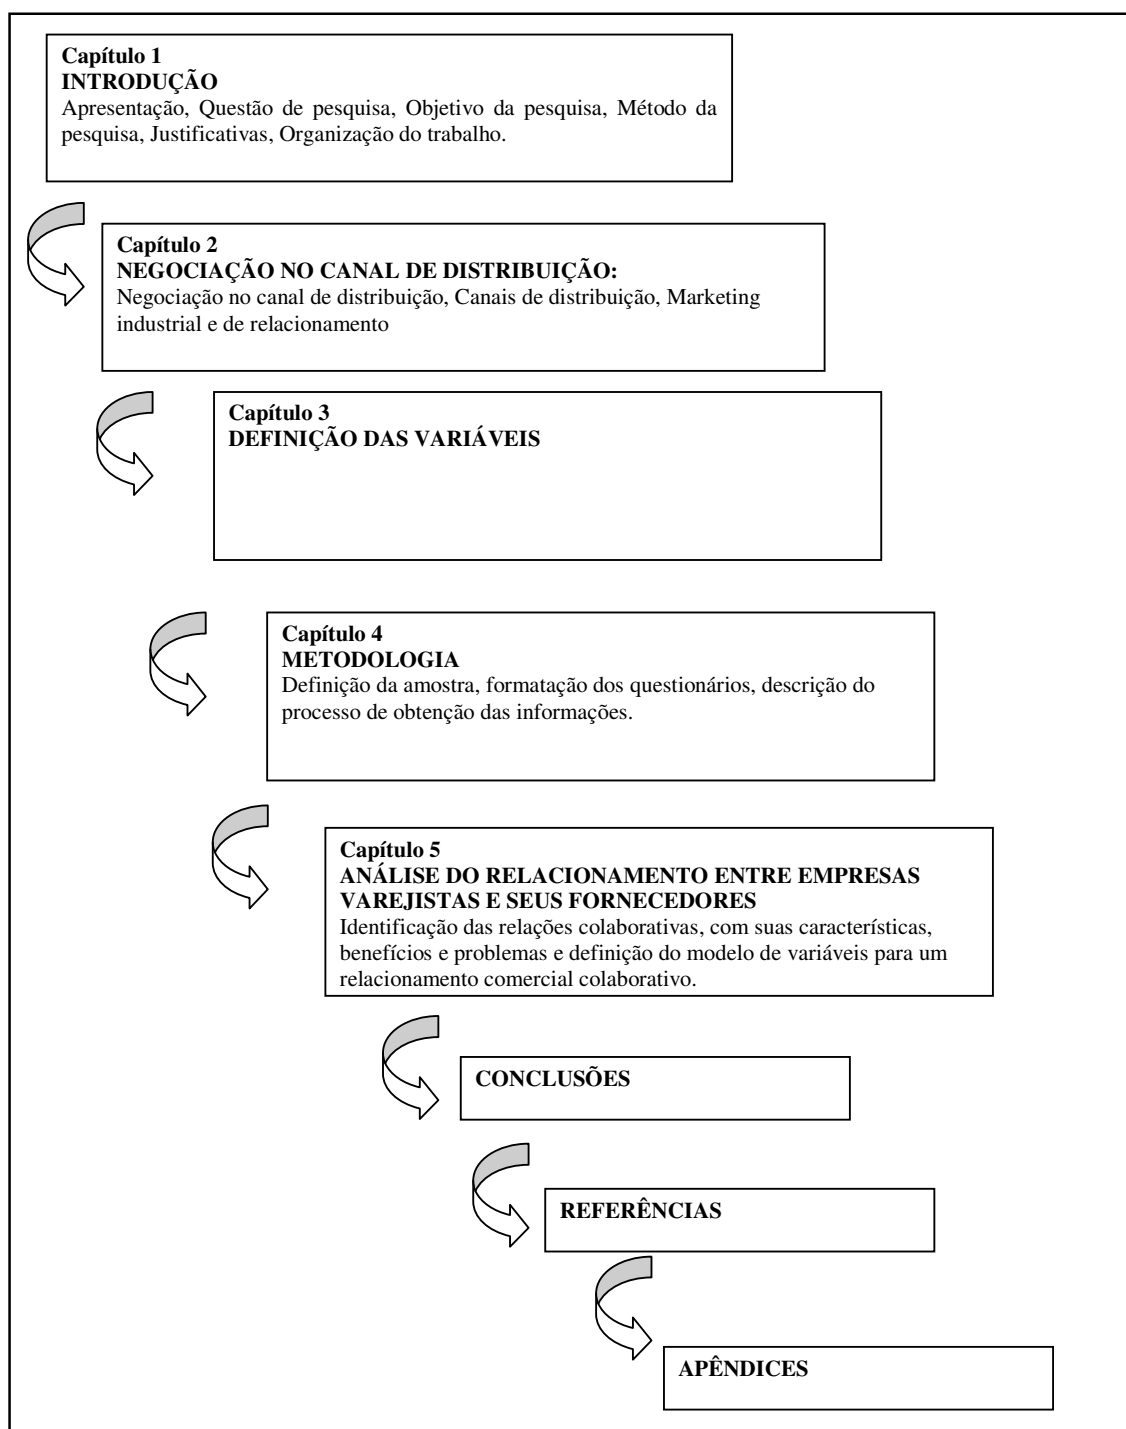 Capítulo 1
INTRODUÇÃO
Apresentação, Questão de pesquisa, Objetivo da pesquisa, Método da
pesquisa, Justificativas, Organização do trabalho.
Capítulo 2
NEGOCIAÇÃO NO CANAL DE DISTRIBUIÇÃO:
Negociação no canal de distribuição, Canais de distribuição, Marketing
industrial e de relacionamento
Capítulo 3
DEFINIÇÃO DAS VARIÁVEIS
Capítulo 4
METODOLOGIA
Definição da amostra, formatação dos questionários, descrição do
processo de obtenção das informações.
Capítulo 5
ANÁLISE DO RELACIONAMENTO ENTRE EMPRESAS
VAREJISTAS E SEUS FORNECEDORES
Identificação das relações colaborativas, com suas características,
benefícios e problemas e definição do modelo de variáveis para um
relacionamento comercial colaborativo.
CONCLUSÕES
REFERÊNCIAS
APÊNDICES